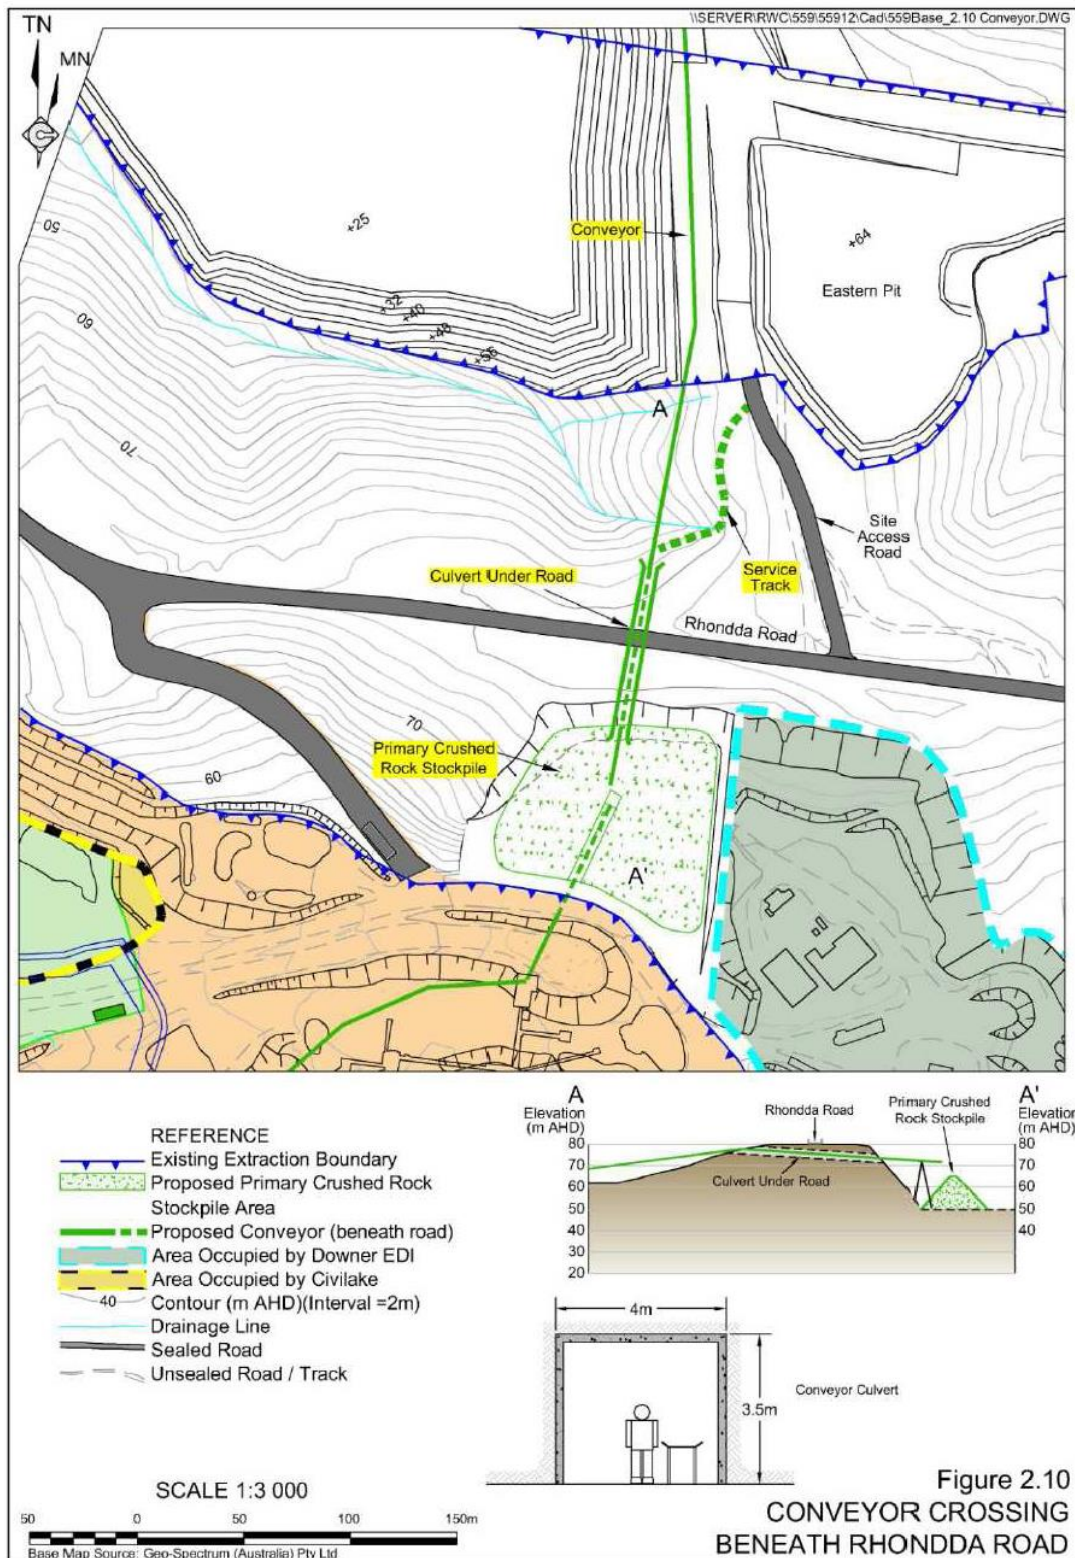 \\SERVER\RWC\559\55912\Cad\559Base_2.10 Conveyor.DWG
TN
MN
+25
Conveyor
+64
Eastern Pit
50
+32
+40
+48
+56
60
A
70
Site
Access
Road
Culvert Under Road
Service
Track
Rhondda Road
70
Primary Crushed
Rock Stockpile
60
A'
REFERENCE
Existing Extraction Boundary
Proposed Primary Crushed Rock
Stockpile Area
Proposed Conveyor (beneath road)
Area Occupied by Downer EDI
Area Occupied by Civilake
40
Contour (m AHD)(Interval =2m)
Drainage Line
Sealed Road
Unsealed Road / Track
A
Elevation
(m AHD)
80
70
60
50
40
30
20
Rhondda Road
Culvert Under Road
Primary Crushed
Rock Stockpile
A'
Elevation
(m AHD)
80
70
60
50
40
4m
3.5m
Conveyor Culvert
SCALE 1:3 000
50 0 50 100 150m
Base Map Source: Geo-Spectrum (Australia) Pty Ltd
Figure 2.10
CONVEYOR CROSSING
BENEATH RHONDDA ROAD